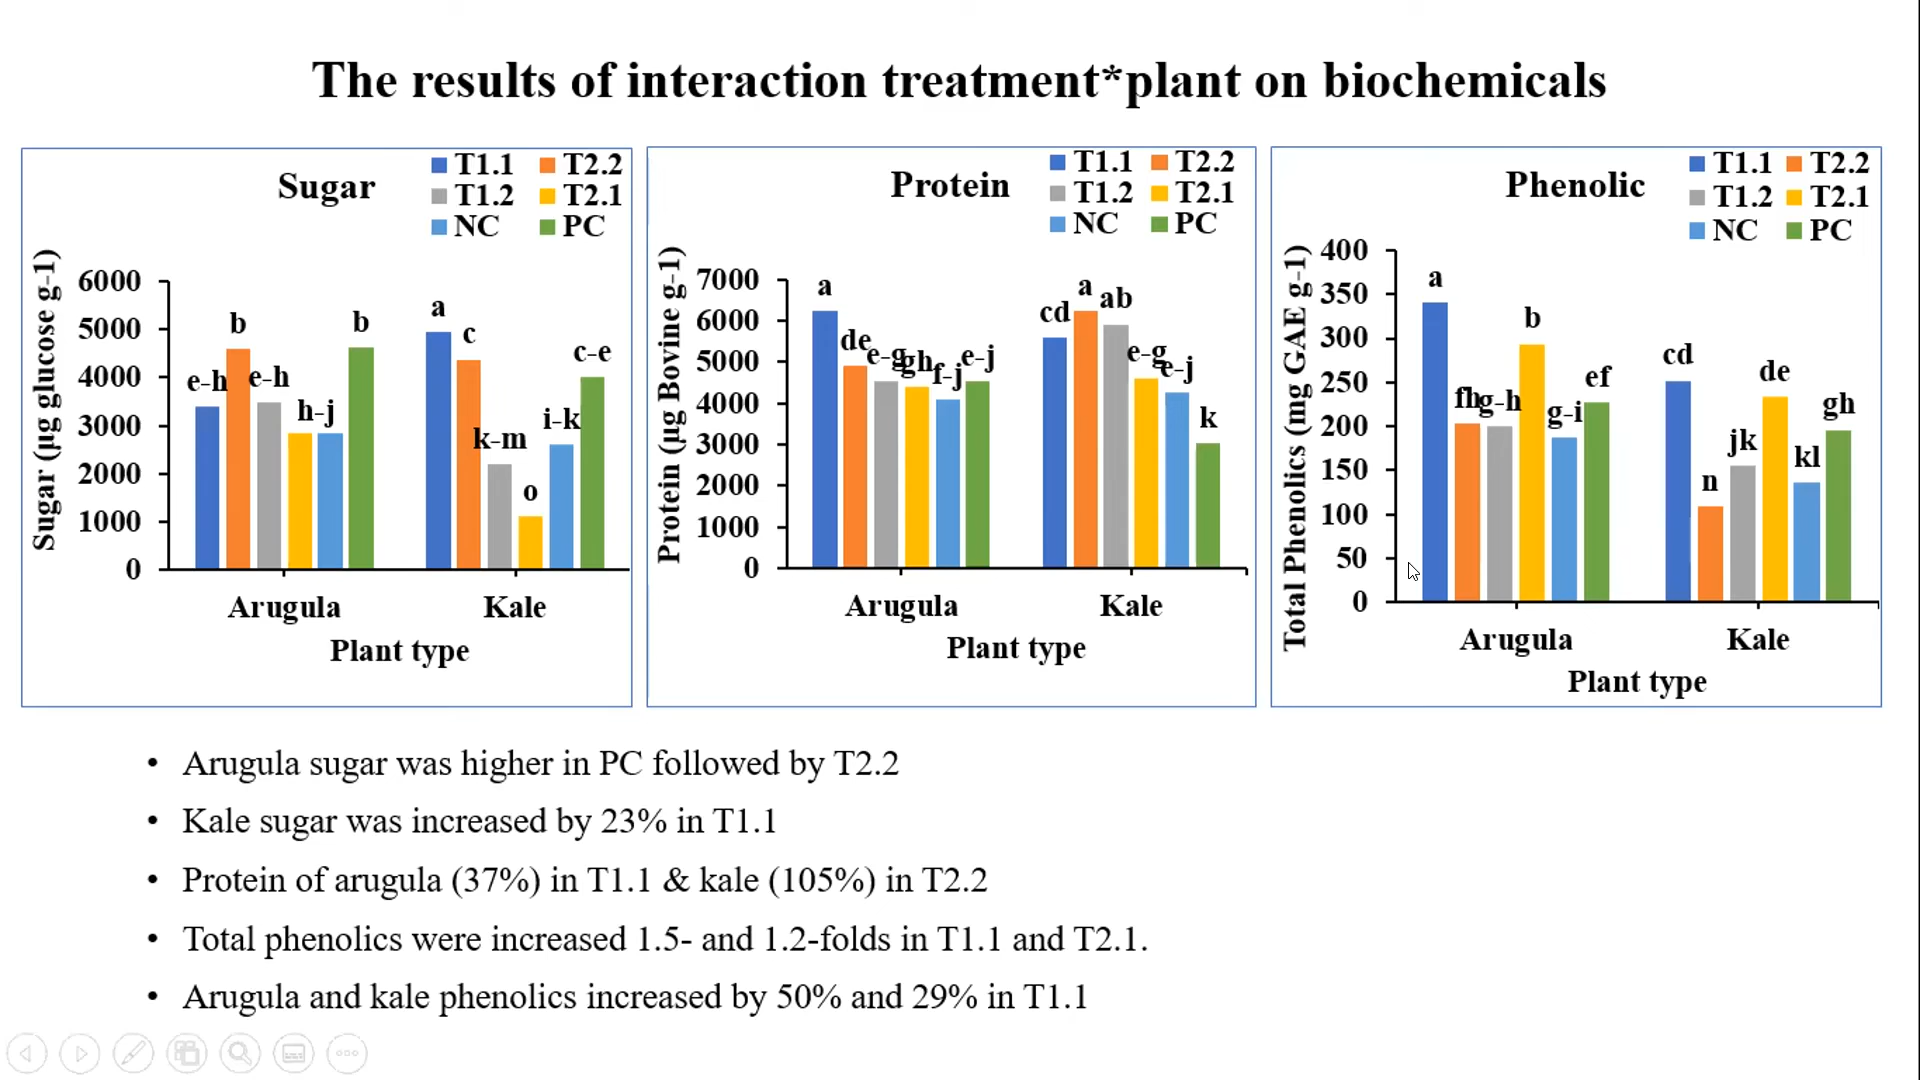 The results of interaction treatment*plant on biochemicals
Sugar
T1.1 T2.2
T1.2 T2.1
NC PC
Sugar (µg glucose g-1)
6000
5000
4000
3000
2000
1000
0
e-h b e-h h-j b
a c k-m o i-k c-e
Arugula Kale
Plant type
Protein
T1.1 T2.2
T1.2 T2.1
NC PC
Protein (µg Bovine g-1)
7000
6000
5000
4000
3000
2000
1000
0
a de e-g gh f-j e-j
cd a ab e-g e-j k
Arugula Kale
Plant type
Phenolic
T1.1 T2.2
T1.2 T2.1
NC PC
Total Phenolics (mg GAE g-1)
400
350
300
250
200
150
100
50
0
a fh g-h b g-i ef
cd n jk de kl gh
Arugula Kale
Plant type
• Arugula sugar was higher in PC followed by T2.2
• Kale sugar was increased by 23% in T1.1
• Protein of arugula (37%) in T1.1 & kale (105%) in T2.2
• Total phenolics were increased 1.5- and 1.2-folds in T1.1 and T2.1.
• Arugula and kale phenolics increased by 50% and 29% in T1.1